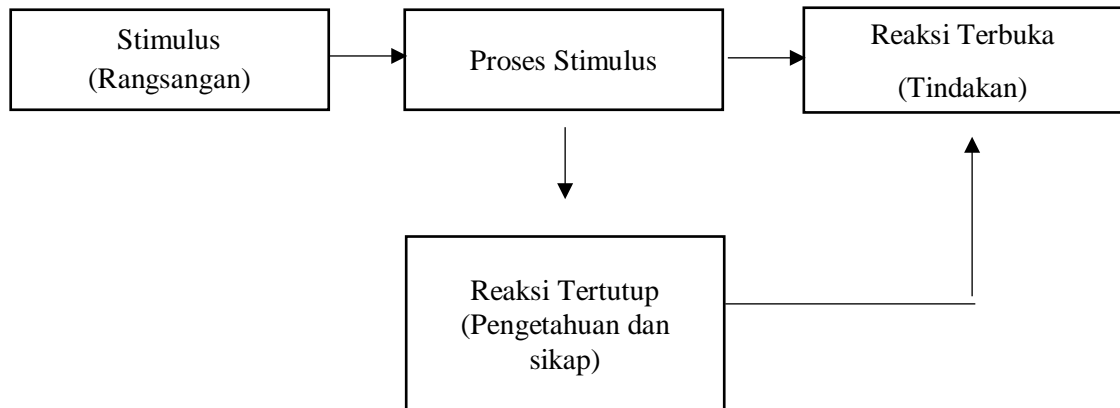 Stimulus
(Rangsangan)
Proses Stimulus
Reaksi Terbuka
(Tindakan)
Reaksi Tertutup
(Pengetahuan dan
sikap)